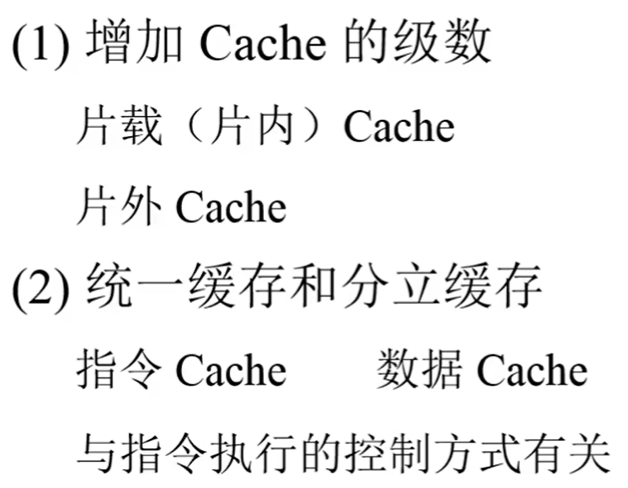 (1) 增加 Cache 的级数
片载（片内）Cache
片外 Cache
(2) 统一缓存和分立缓存
指令 Cache 数据 Cache
与指令执行的控制方式有关